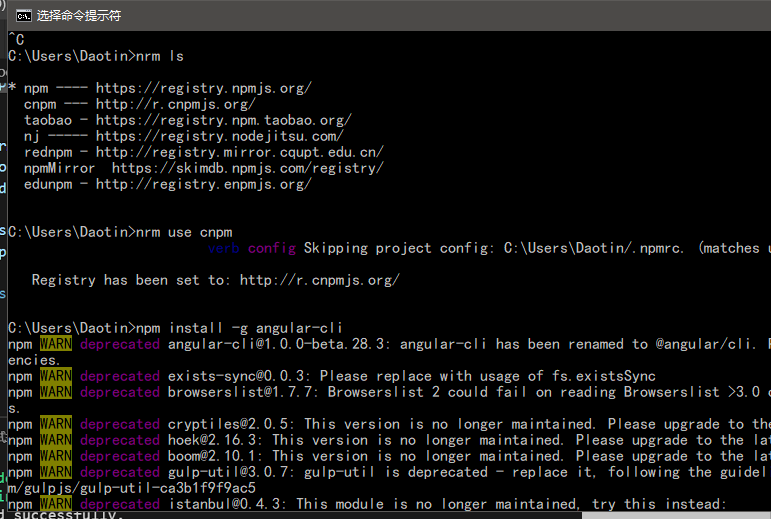 选择命令提示符
^C
C:\Users\Daotin>nrm ls
* npm ---- https://registry.npmjs.org/
cnpm --- http://r.cnpmjs.org/
taobao - https://registry.npm.taobao.org/
nj ----- https://registry.nodejitsu.com/
rednpm - http://registry.mirror.cqupt.edu.cn/
npmMirror  https://skimdb.npmjs.com/registry/
edunpm - http://registry.enpmjs.org/
C:\Users\Daotin>nrm use cnpm
verb config Skipping project config: C:\Users\Daotin/.npmrc. (matches u
Registry has been set to: http://r.cnpmjs.org/
C:\Users\Daotin>npm install -g angular-cli
npm WARN deprecated angular-cli@1.0.0-beta.28.3: angular-cli has been renamed to @angular/cli.
encies.
npm WARN deprecated exists-sync@0.0.3: Please replace with usage of fs.existsSync
npm WARN deprecated browserslist@1.7.7: Browserslist 2 could fail on reading Browserslist >3.0 c
s.
npm WARN deprecated cryptiles@2.0.5: This version is no longer maintained. Please upgrade to the
npm WARN deprecated hoek@2.16.3: This version is no longer maintained. Please upgrade to the lat
npm WARN deprecated boom@2.10.1: This version is no longer maintained. Please upgrade to the lat
npm WARN deprecated gulp-util@3.0.7: gulp-util is deprecated - replace it, following the guidel
m/gulpjs/gulp-util-ca3b1f9f9ac5
npm WARN deprecated istanbul@0.4.3: This module is no longer maintained, try this instead:
d successfully.